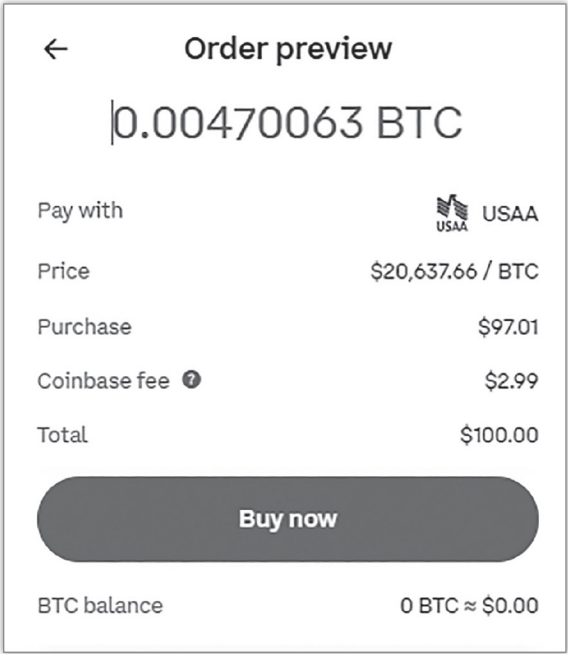 ← Order preview
0.00470063 BTC
Pay with USAA USAA
Price $20,637.66 / BTC
Purchase $97.01
Coinbase fee ? $2.99
Total $100.00
Buy now
BTC balance 0 BTC ≈ $0.00